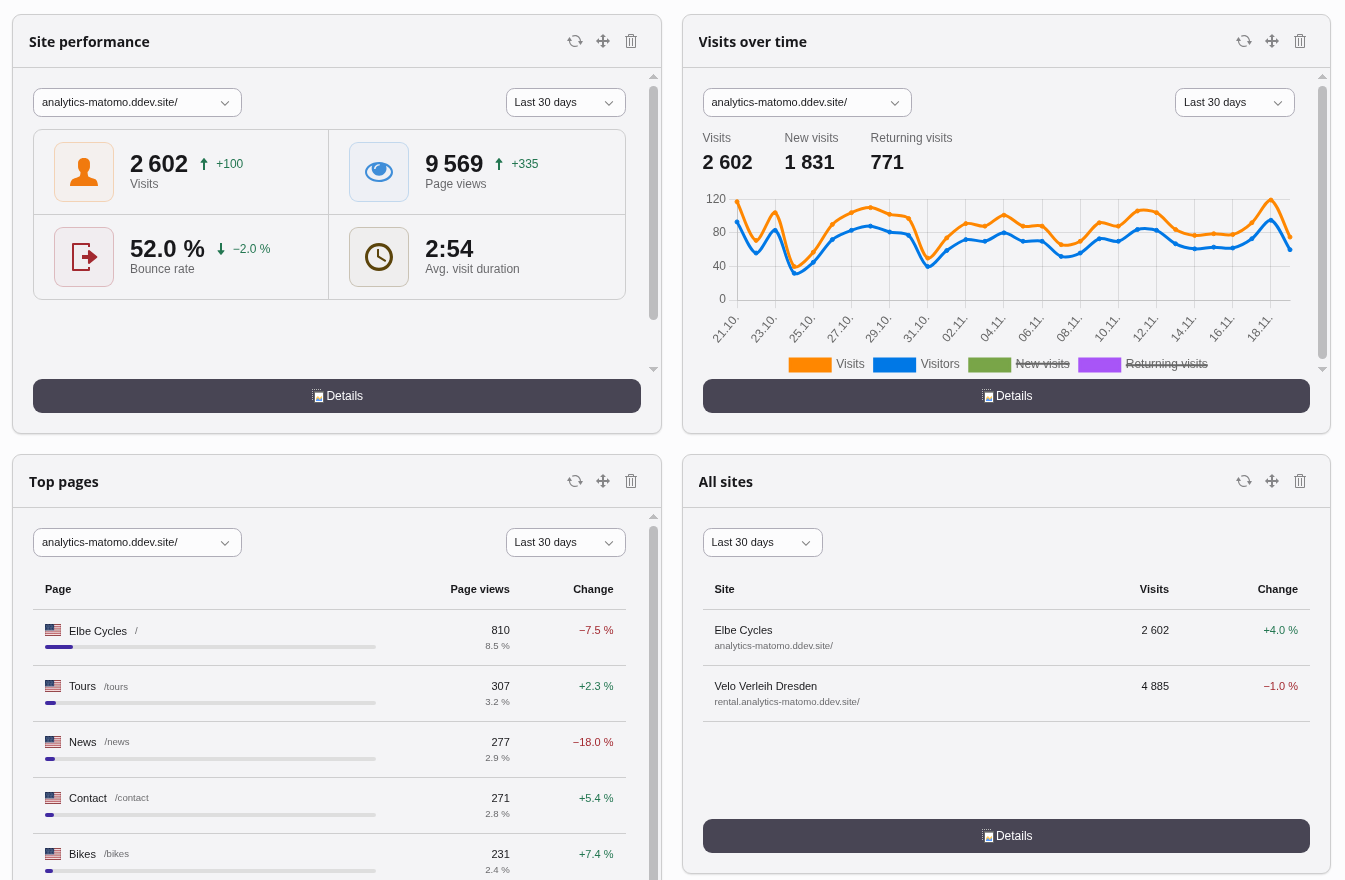 Site performance
analytics-matomo.ddev.site/
Last 30 days
2 602 +100
Visits
9 569 +335
Page views
52.0 % −2.0 %
Bounce rate
2:54
Avg. visit duration
Details
Visits over time
analytics-matomo.ddev.site/
Last 30 days
Visits New visits Returning visits
2 602 1 831 771
120
80
40
0
21.10. 23.10. 25.10. 27.10. 29.10. 31.10. 02.11. 04.11. 06.11. 08.11. 10.11. 12.11. 14.11. 16.11. 18.11.
Visits Visitors New visits Returning visits
Details
Top pages
analytics-matomo.ddev.site/
Last 30 days
Page Page views Change
Elbe Cycles / 810 −7.5 %
8.5 %
Tours /tours 307 +2.3 %
3.2 %
News /news 277 −18.0 %
2.9 %
Contact /contact 271 +5.4 %
2.8 %
Bikes /bikes 231 +7.4 %
2.4 %
All sites
Last 30 days
Site Visits Change
Elbe Cycles 2 602 +4.0 %
analytics-matomo.ddev.site/
Velo Verleih Dresden 4 885 −1.0 %
rental.analytics-matomo.ddev.site/
Details